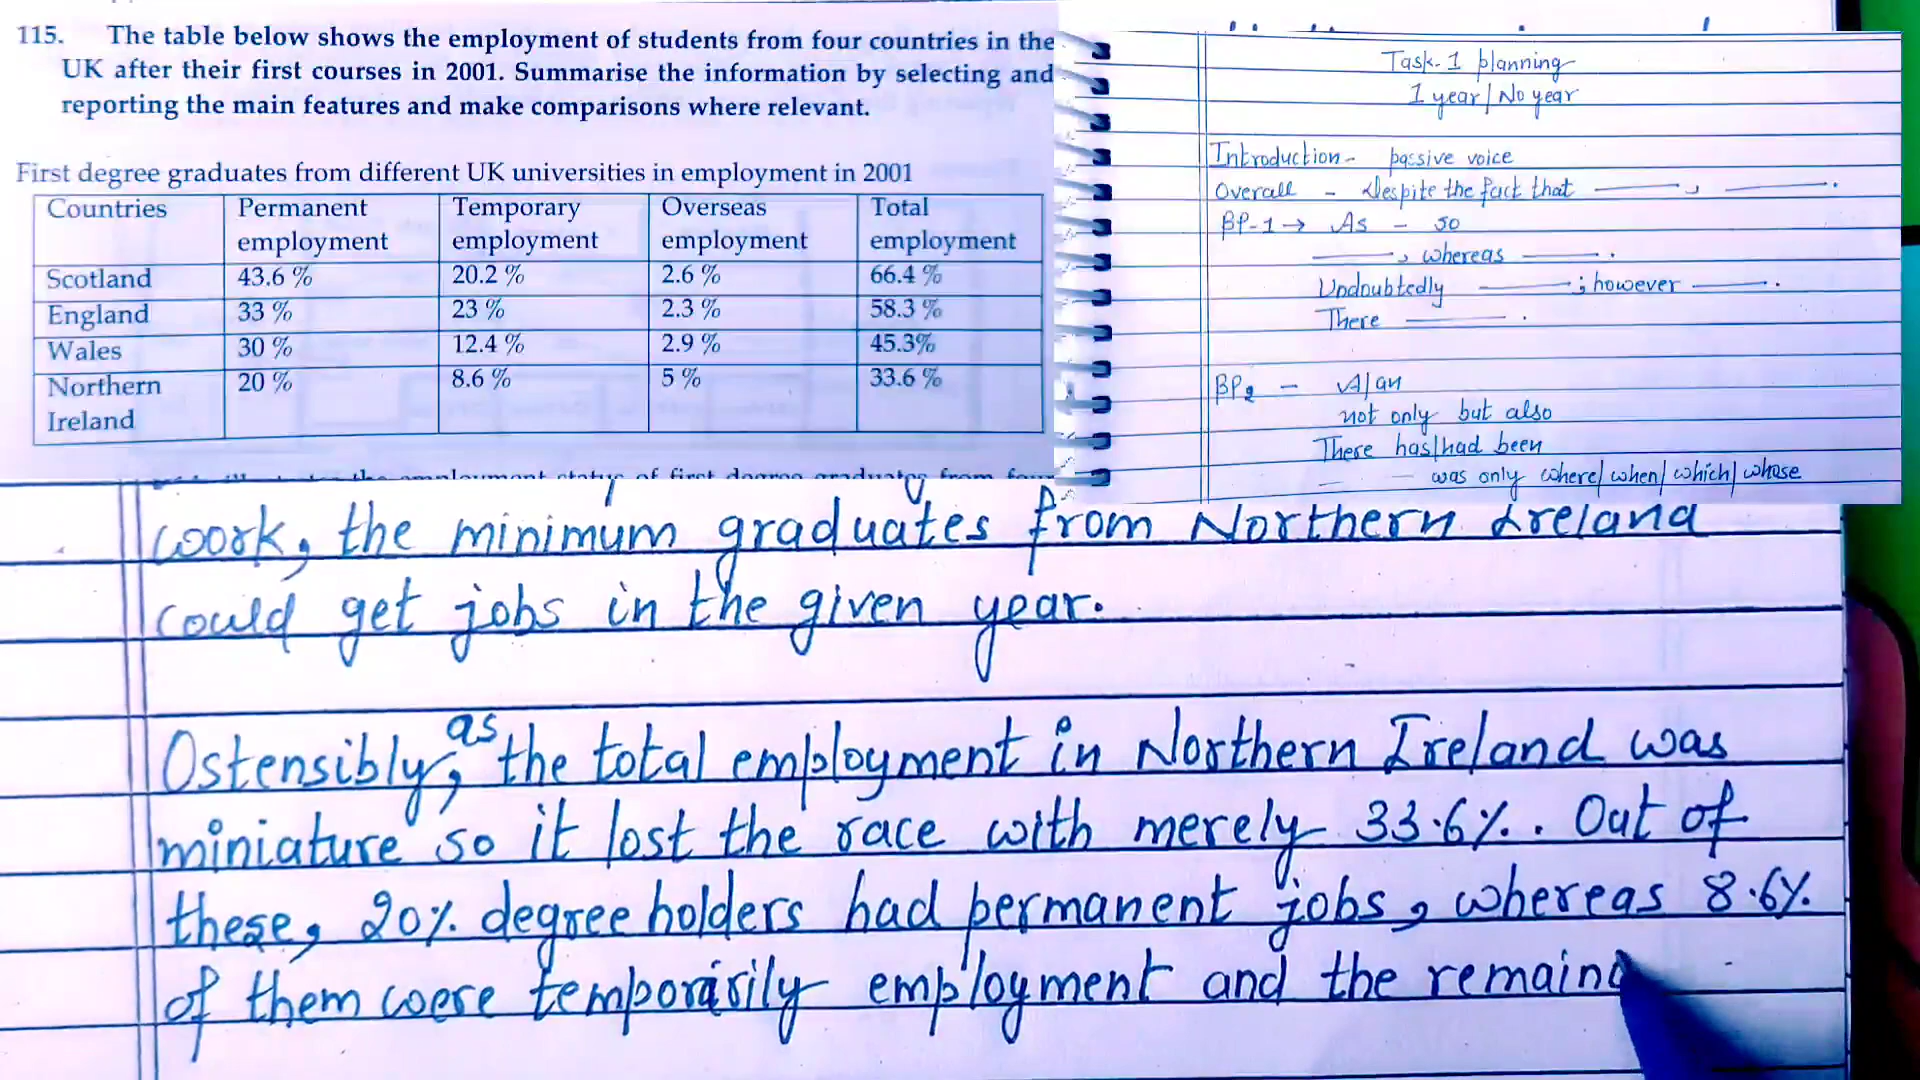 115. The table below shows the employment of students from four countries in the
UK after their first courses in 2001. Summarise the information by selecting and
reporting the main features and make comparisons where relevant.
First degree graduates from different UK universities in employment in 2001
Countries Permanent employment Temporary employment Overseas employment Total employment
Scotland 43.6 % 20.2 % 2.6 % 66.4 %
England 33 % 23 % 2.3 % 58.3 %
Wales 30 % 12.4 % 2.9 % 45.3%
Northern Ireland 20 % 8.6 % 5 % 33.6 %
the employment status of first degree graduates from four
Task-1 planning
1 year/No year
Introduction - passive voice
Overall - despite the fact that ——, ——.
BP-1 → As - so
——, whereas ——.
Undoubtedly ——; however ——.
There ——.
BP2 - A/an
not only but also
There has/had been
— — was only where/when/which/whose
work, the minimum graduates from Northern Ireland
could get jobs in the given year.
Ostensibly, as the total employment in Northern Ireland was
miniature so it lost the race with merely 33.6%. Out of
these, 20% degree holders had permanent jobs, whereas 8.6%
of them were temporarily employment and the remain